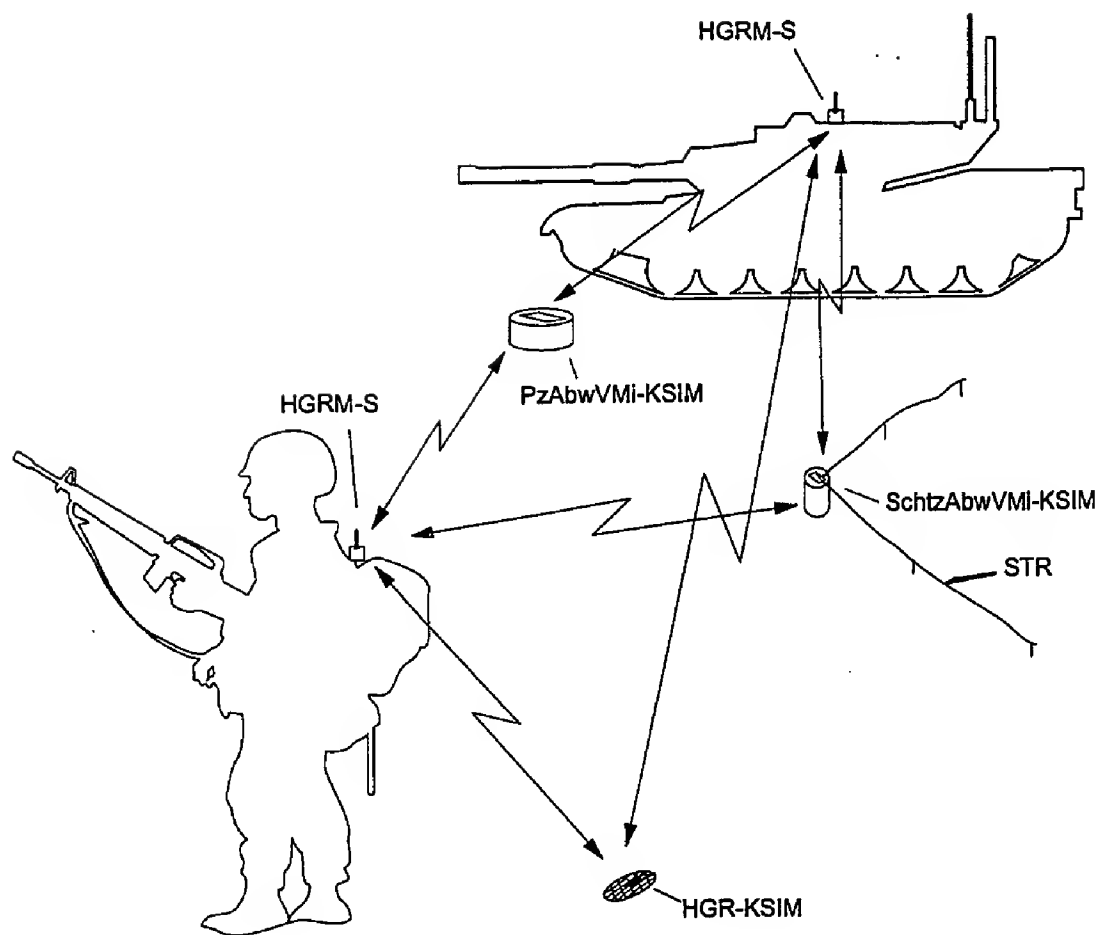 HGRM-S
PzAbwVMi-KSIM
HGRM-S
SchtzAbwVMi-KSIM
STR
HGR-KSIM